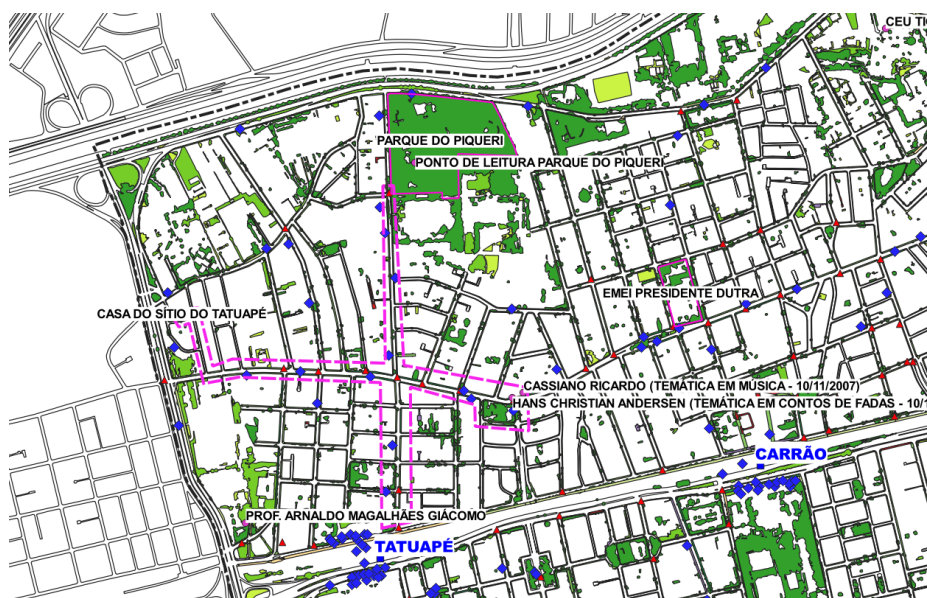 CEU TI
PARQUE DO PIQUERI
PONTO DE LEITURA PARQUE DO PIQUERI
EMEI PRESIDENTE DUTRA
CASA DO SÍTIO DO TATUAPÉ
CASSIANO RICARDO (TEMÁTICA EM MÚSICA - 10/11/2007)
HANS CHRISTIAN ANDERSEN (TEMÁTICA EM CONTOS DE FADAS - 10/1
CARRÃO
PROF. ARNALDO MAGALHÃES GIÁCOMO
TATUAPÉ